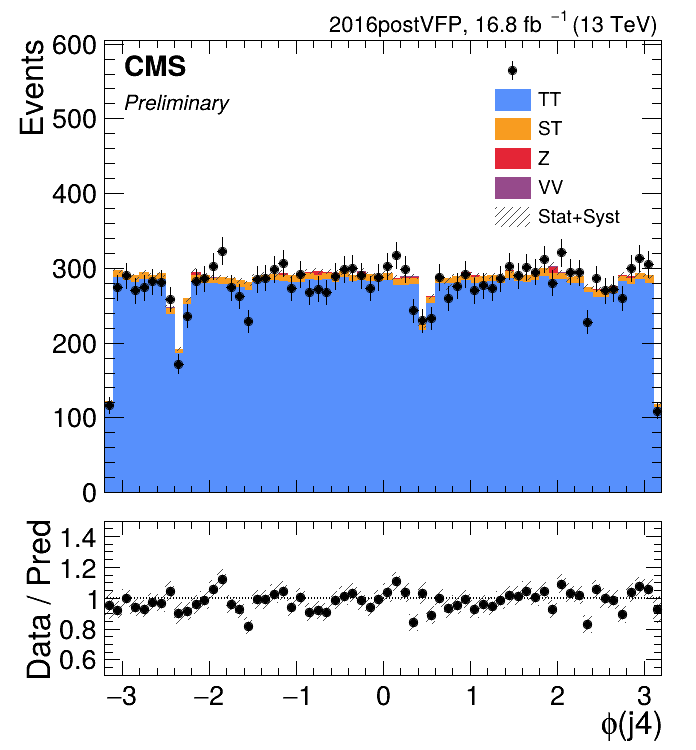 2016postVFP, 16.8 fb⁻¹ (13 TeV)
CMS
Preliminary
TT
ST
Z
VV
Stat+Syst
Events
600
500
400
300
200
100
0
Data / Pred
1.4
1.2
1
0.8
0.6
−3 −2 −1 0 1 2 3
ϕ(j4)